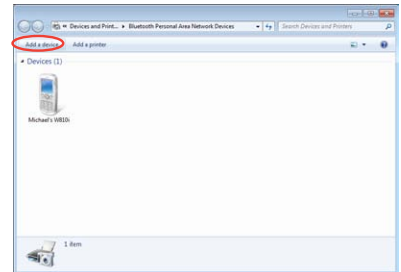 « Devices and Print... ▸ Bluetooth Personal Area Network Devices
Search Devices and Printers
Add a device Add a printer
Devices (1)
Michael's W810i
1 item